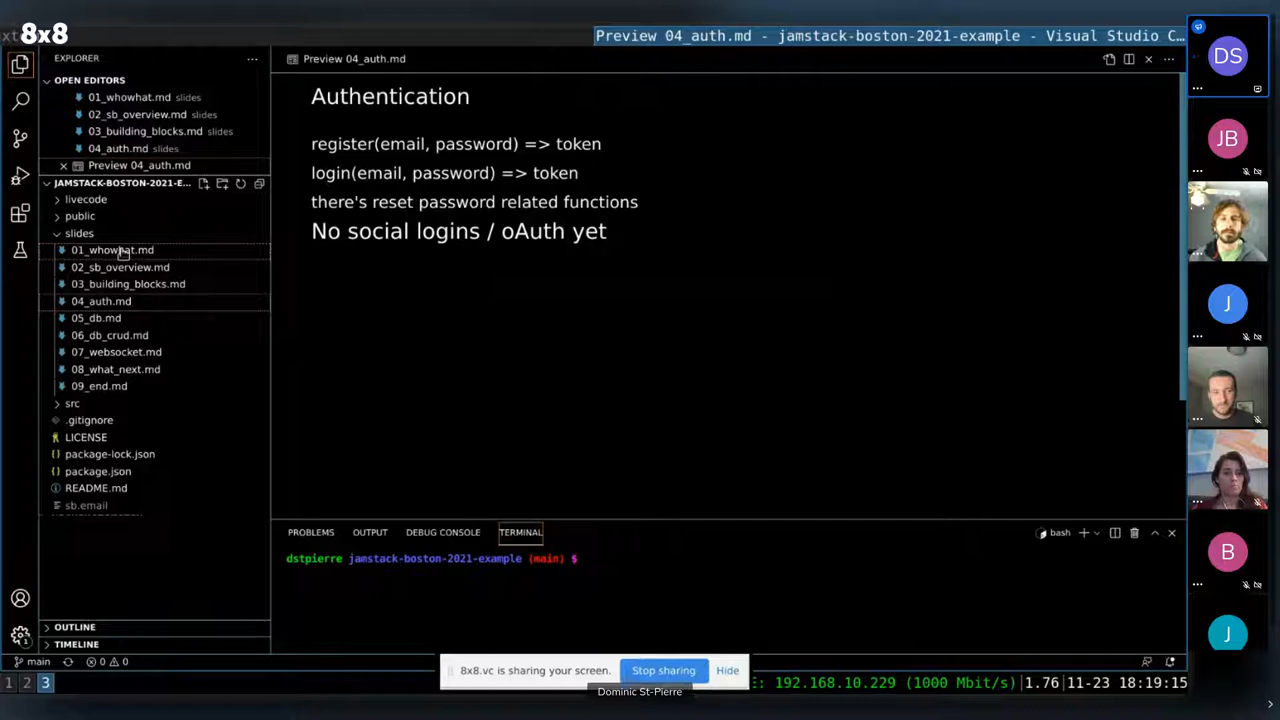 8x8
Preview 04_auth.md - jamstack-boston-2021-example - Visual Studio C...
EXPLORER
Preview 04_auth.md
OPEN EDITORS
01_whowhat.md slides
02_sb_overview.md slides
03_building_blocks.md slides
04_auth.md slides
Preview 04_auth.md
JAMSTACK-BOSTON-2021-E...
livecode
public
slides
01_whowhat.md
02_sb_overview.md
03_building_blocks.md
04_auth.md
05_db.md
06_db_crud.md
07_websocket.md
08_what_next.md
09_end.md
src
.gitignore
LICENSE
package-lock.json
package.json
README.md
sb.email
OUTLINE
TIMELINE
Authentication
register(email, password) => token
login(email, password) => token
there's reset password related functions
No social logins / oAuth yet
PROBLEMS OUTPUT DEBUG CONSOLE TERMINAL
bash
dstpierre jamstack-boston-2021-example (main) $
main 0 0
8x8.vc is sharing your screen. Stop sharing Hide
1 2 3
E: 192.168.10.229 (1000 Mbit/s)|1.76|11-23 18:19:15
Dominic St-Pierre
DS
JB
J
B
J